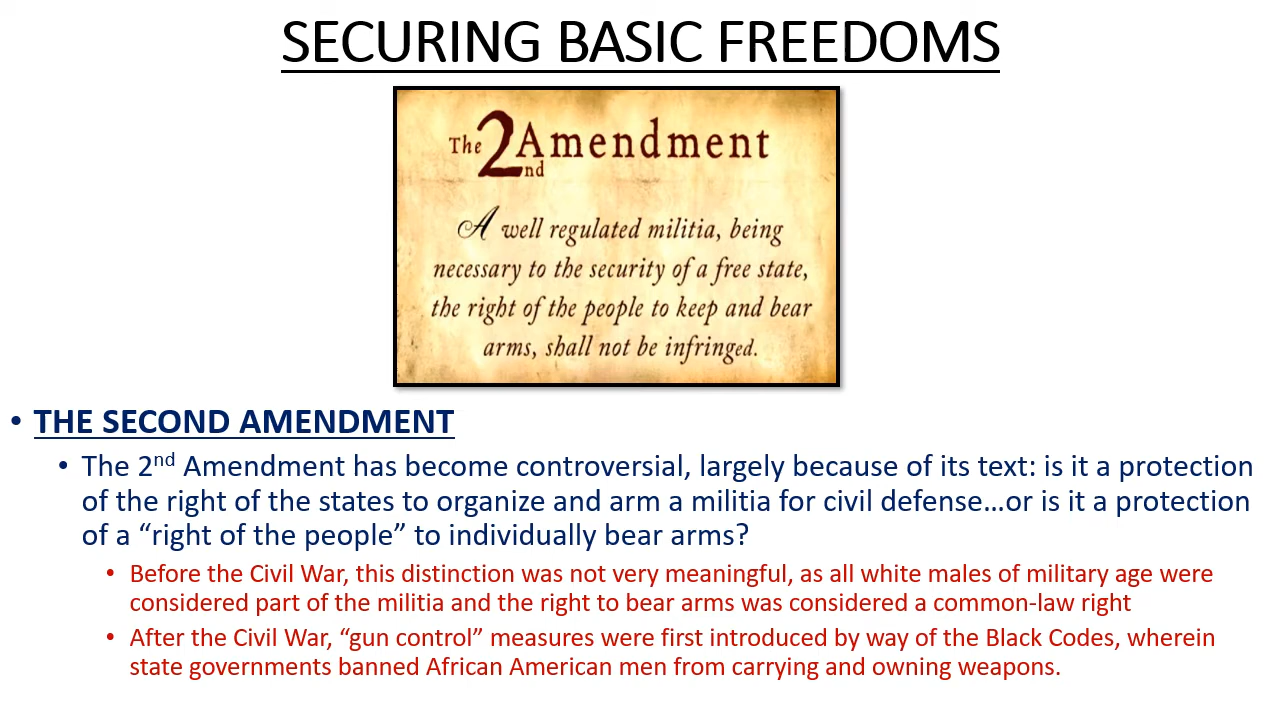 SECURING BASIC FREEDOMS
The 2nd Amendment
A well regulated militia, being
necessary to the security of a free state,
the right of the people to keep and bear
arms, shall not be infringed.
• THE SECOND AMENDMENT
• The 2nd Amendment has become controversial, largely because of its text: is it a protection
of the right of the states to organize and arm a militia for civil defense…or is it a protection
of a “right of the people” to individually bear arms?
• Before the Civil War, this distinction was not very meaningful, as all white males of military age were
considered part of the militia and the right to bear arms was considered a common-law right
• After the Civil War, “gun control” measures were first introduced by way of the Black Codes, wherein
state governments banned African American men from carrying and owning weapons.